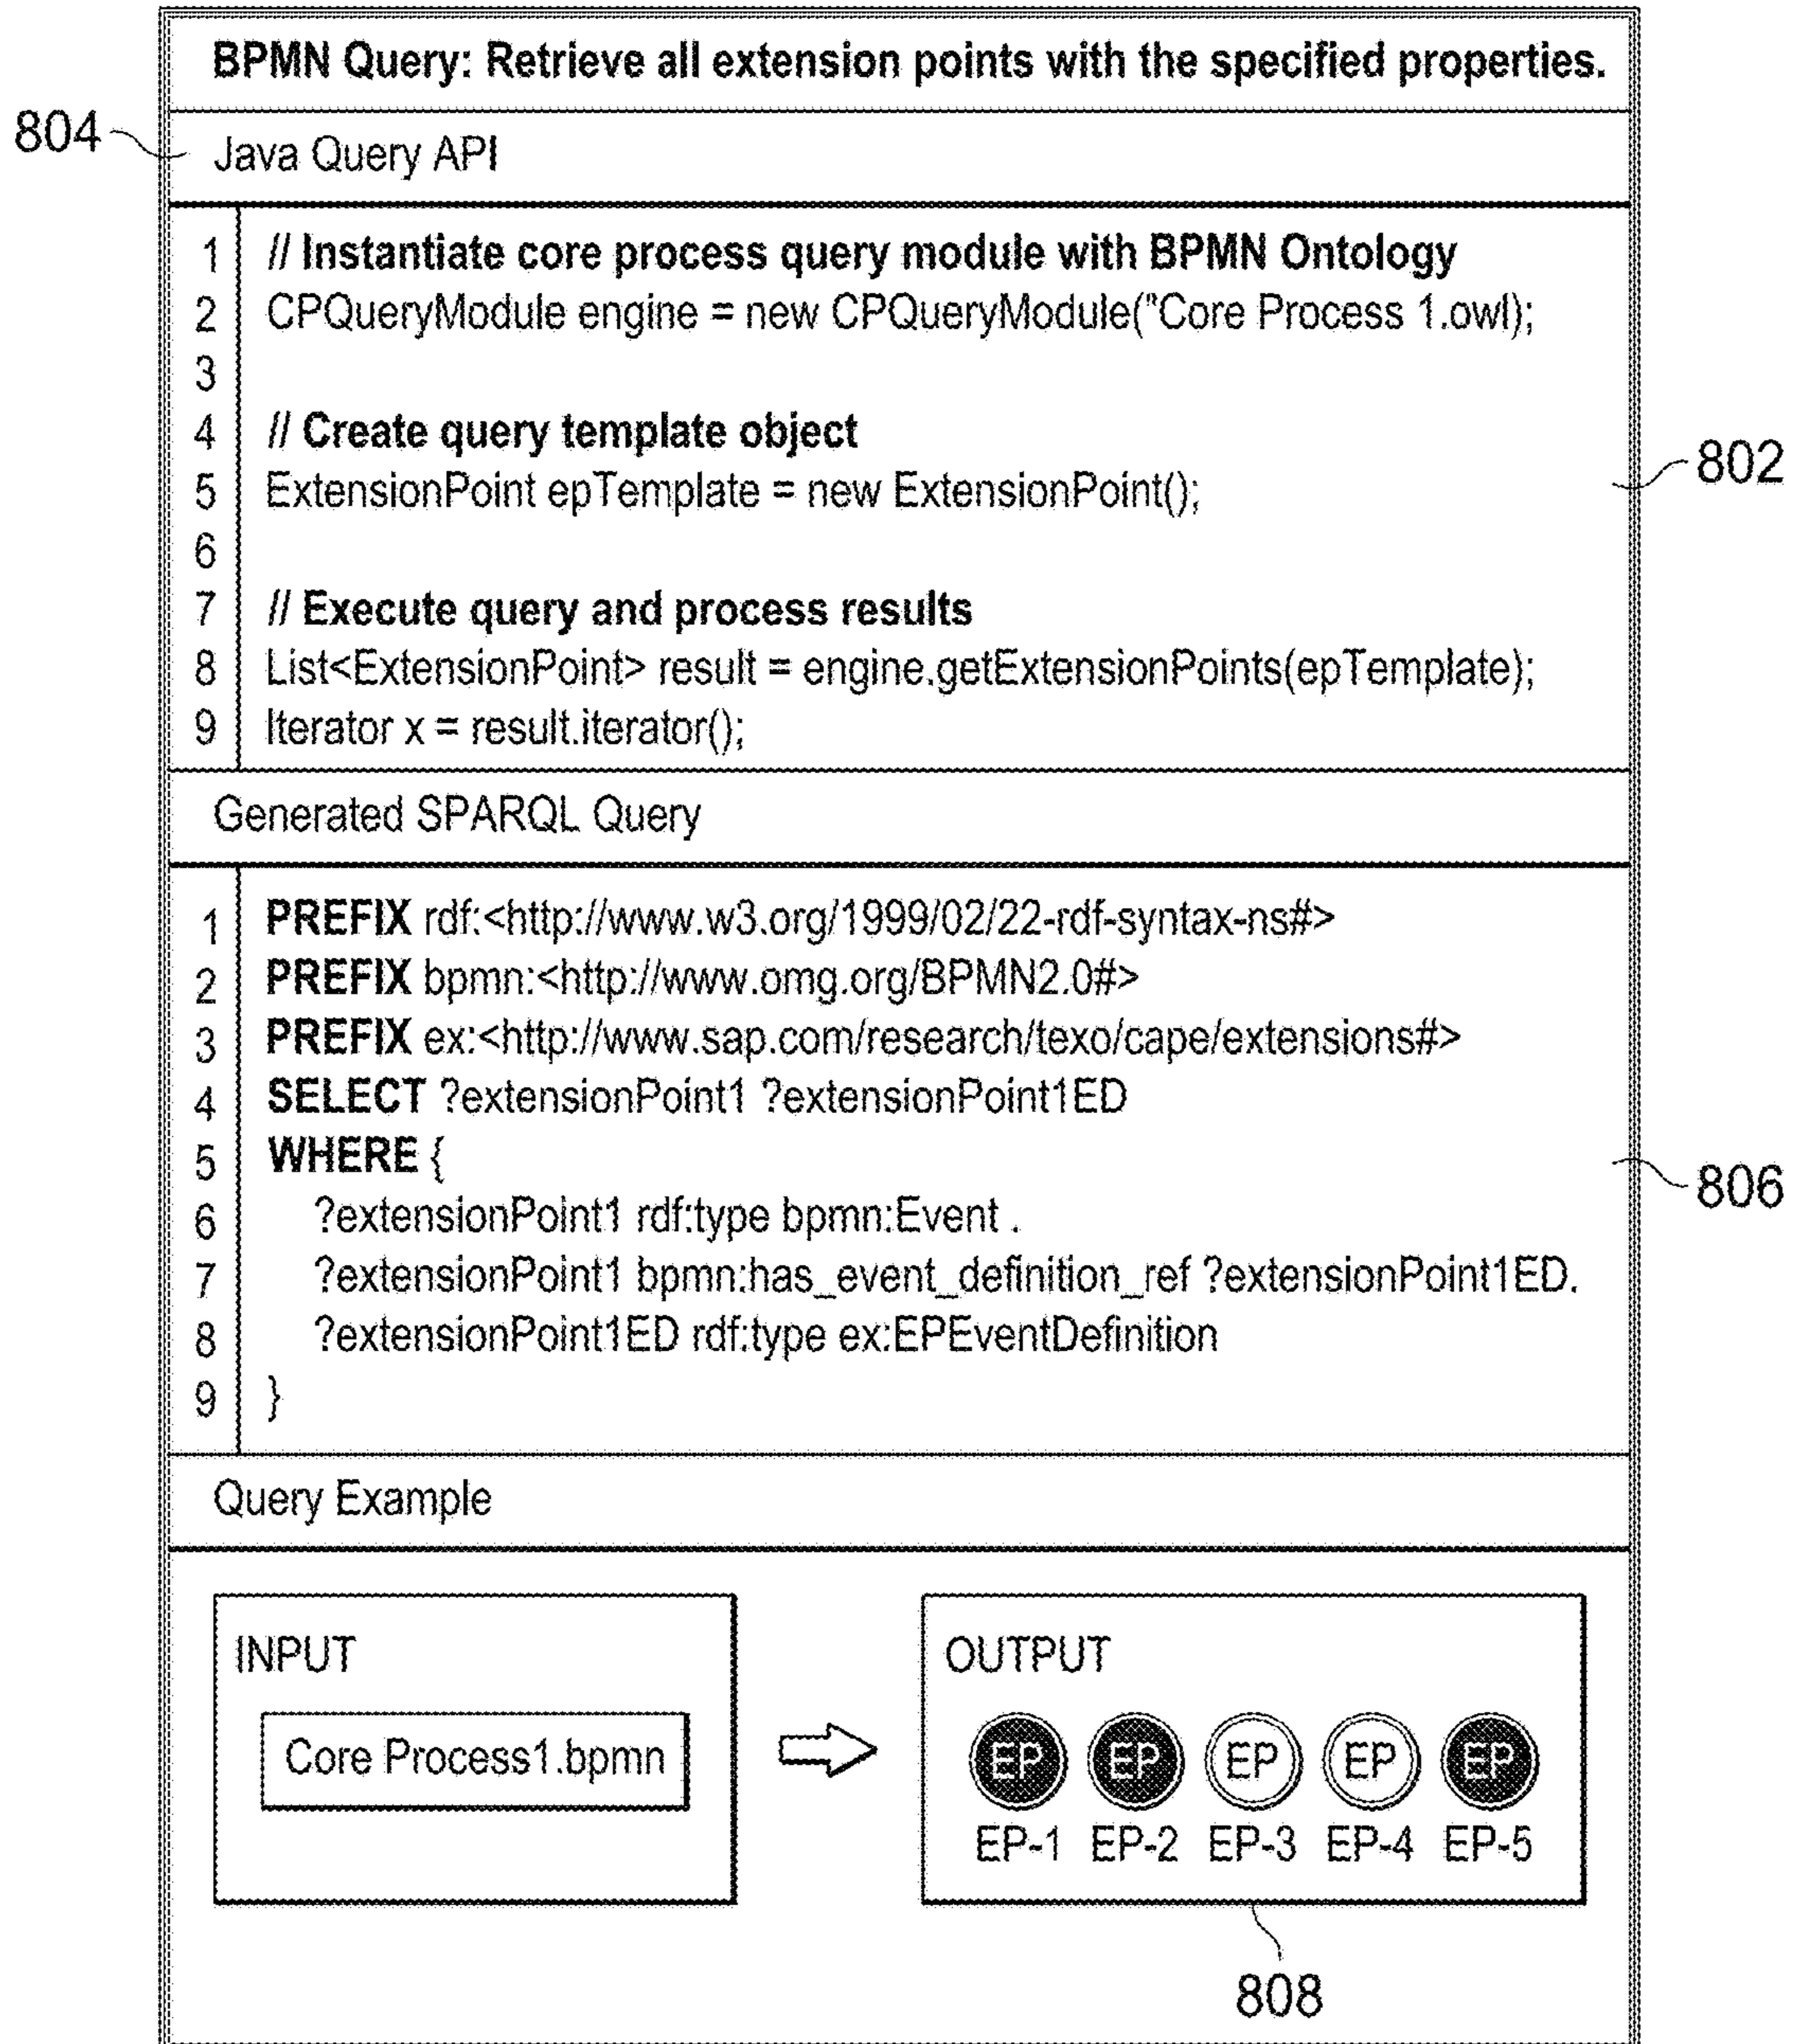 BPMN Query: Retrieve all extension points with the specified properties.
804
Java Query API
1 // Instantiate core process query module with BPMN Ontology
2 CPQueryModule engine = new CPQueryModule("Core Process 1.owl);
3
4 // Create query template object
5 ExtensionPoint epTemplate = new ExtensionPoint();
802
6
7 // Execute query and process results
8 List<ExtensionPoint> result = engine.getExtensionPoints(epTemplate);
9 Iterator x = result.iterator();
Generated SPARQL Query
1 PREFIX rdf:<http://www.w3.org/1999/02/22-rdf-syntax-ns#>
2 PREFIX bpmn:<http://www.omg.org/BPMN2.0#>
3 PREFIX ex:<http://www.sap.com/research/texo/cape/extensions#>
4 SELECT ?extensionPoint1 ?extensionPoint1ED
5 WHERE {
806
6 ?extensionPoint1 rdf:type bpmn:Event .
7 ?extensionPoint1 bpmn:has_event_definition_ref ?extensionPoint1ED.
8 ?extensionPoint1ED rdf:type ex:EPEventDefinition
9 }
Query Example
INPUT
Core Process1.bpmn
OUTPUT
EP EP EP EP EP
EP-1 EP-2 EP-3 EP-4 EP-5
808